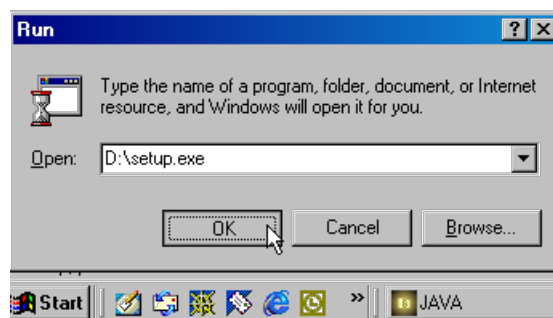 Run
Type the name of a program, folder, document, or Internet
resource, and Windows will open it for you.
Open: D:\setup.exe
OK Cancel Browse...
Start » JAVA